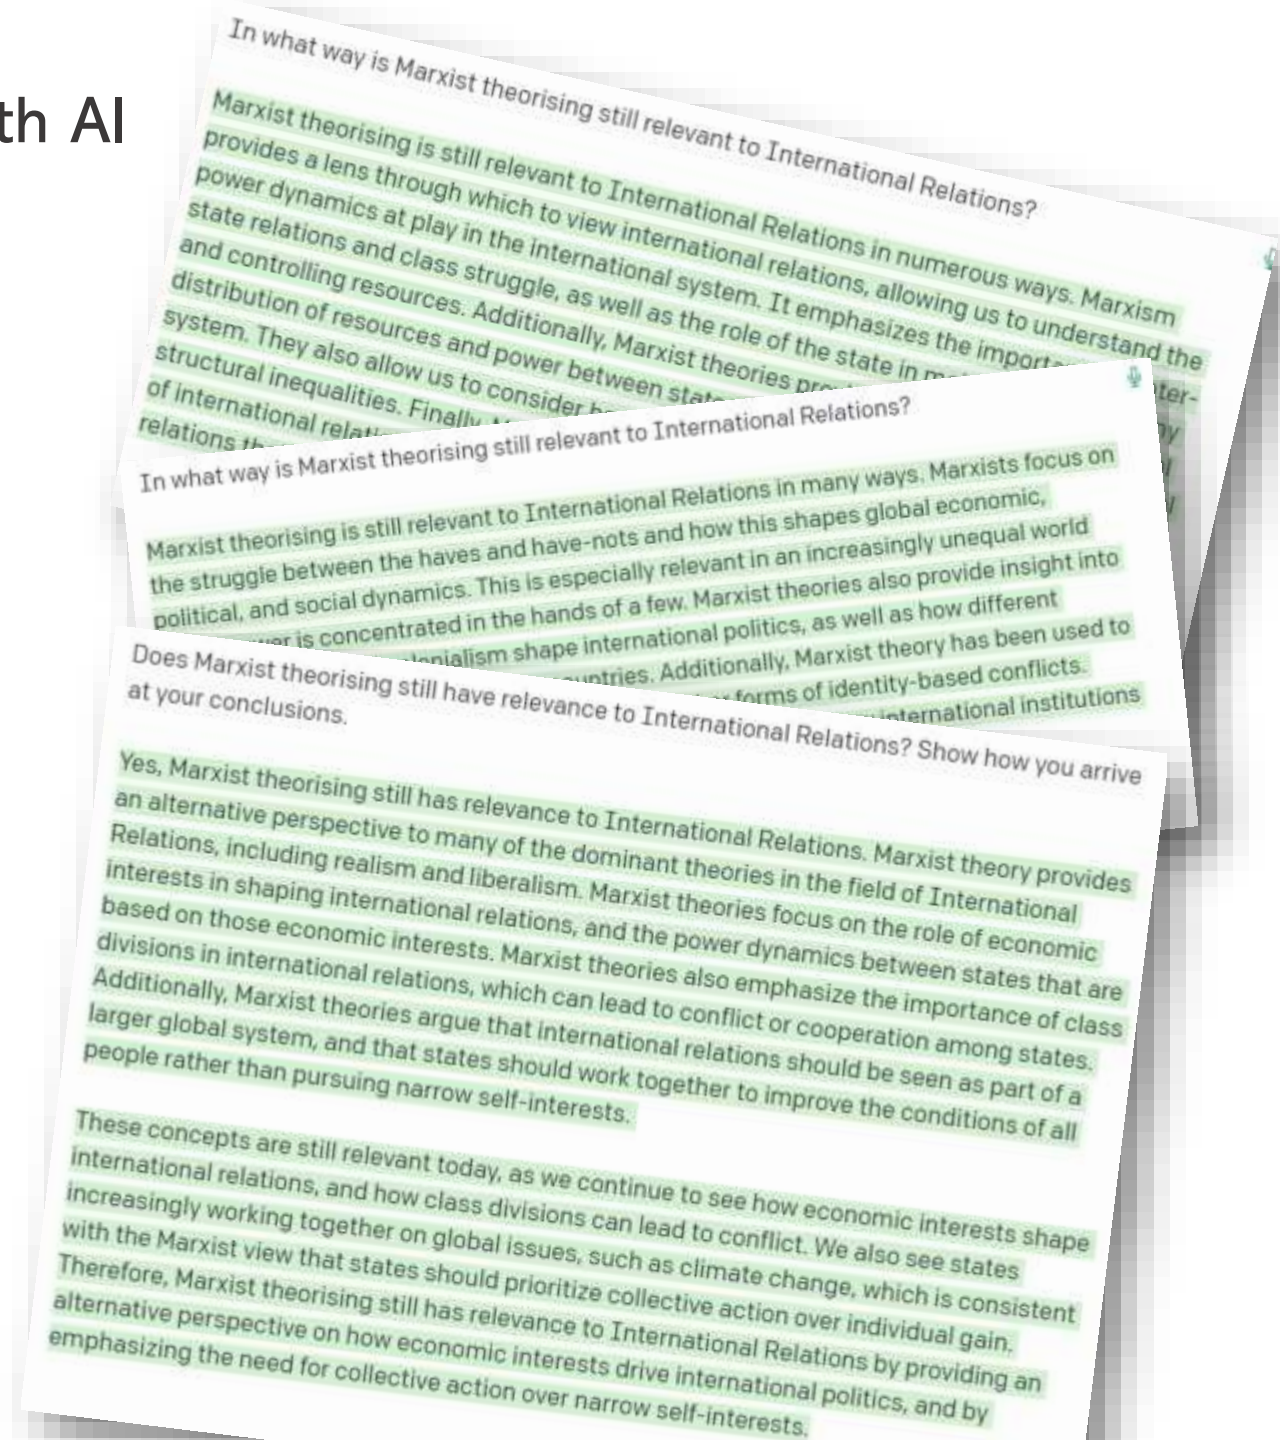 th AI
In what way is Marxist theorising still relevant to International Relations?
Marxist theorising is still relevant to International Relations in numerous ways. Marxism
provides a lens through which to view international relations, allowing us to understand the
power dynamics at play in the international system. It emphasizes the ter-
state relations and class struggle, as well as the role of the state in
and controlling resources. Additionally, Marxist theories
distribution of resources and power between
system. They also allow us to consider
structural inequalities. Finally,
of international
relations
In what way is Marxist theorising still relevant to International Relations?
Marxist theorising is still relevant to International Relations in many ways. Marxists focus on
the struggle between the haves and have-nots and how this shapes global economic,
political, and social dynamics. This is especially relevant in an increasingly unequal world
is concentrated in the hands of a few. Marxist theories also provide insight into
shape international politics, as well as how different
Additionally, Marxist theory has been used to
forms of identity-based conflicts.
international institutions
Does Marxist theorising still have relevance to International Relations? Show how you arrive
at your conclusions.
Yes, Marxist theorising still has relevance to International Relations. Marxist theory provides
an alternative perspective to many of the dominant theories in the field of International
Relations, including realism and liberalism. Marxist theories focus on the role of economic
interests in shaping international relations, and the power dynamics between states that are
based on those economic interests. Marxist theories also emphasize the importance of class
divisions in international relations, which can lead to conflict or cooperation among states.
Additionally, Marxist theories argue that international relations should be seen as part of a
larger global system, and that states should work together to improve the conditions of all
people rather than pursuing narrow self-interests.
These concepts are still relevant today, as we continue to see how economic interests shape
international relations, and how class divisions can lead to conflict. We also see states
increasingly working together on global issues, such as climate change, which is consistent
with the Marxist view that states should prioritize collective action over individual gain.
Therefore, Marxist theorising still has relevance to International Relations by providing an
alternative perspective on how economic interests drive international politics, and by
emphasizing the need for collective action over narrow self-interests.